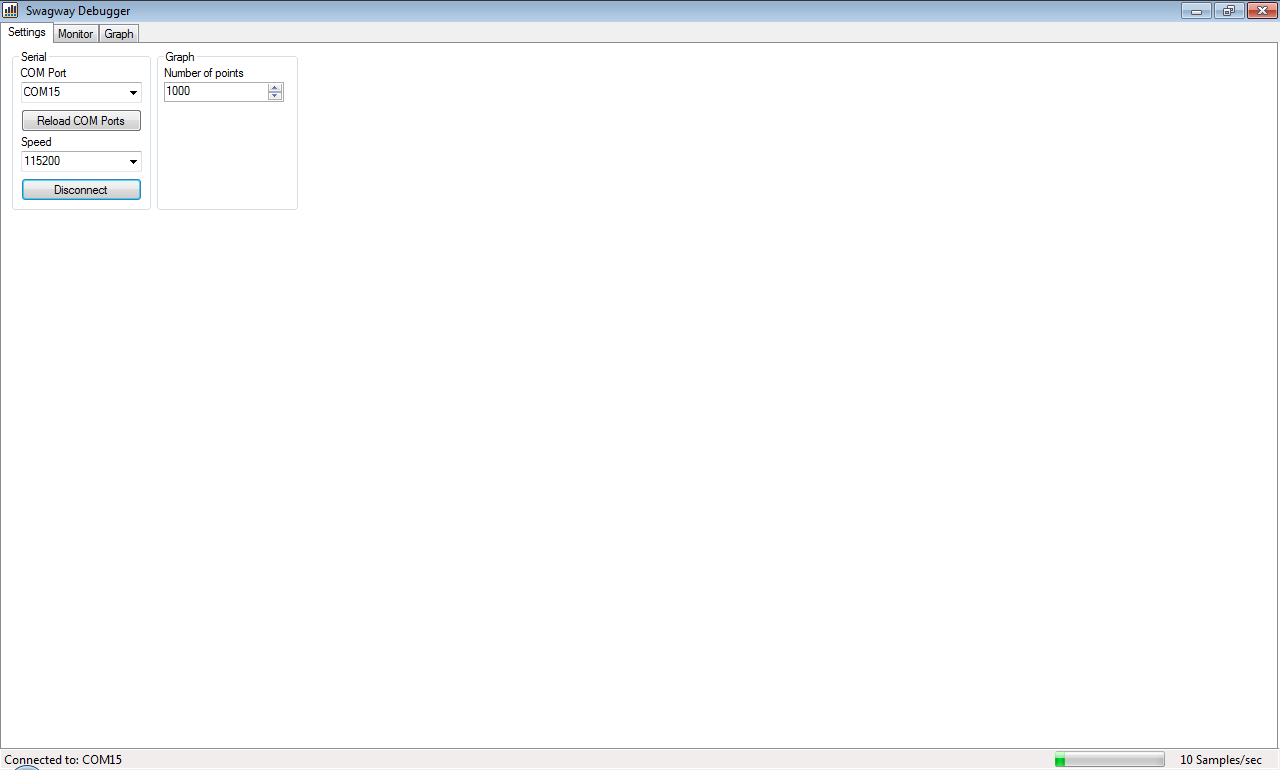 Swagway Debugger
Settings Monitor Graph
Serial
COM Port
COM15
Reload COM Ports
Speed
115200
Disconnect
Graph
Number of points
1000
Connected to: COM15
10 Samples/sec